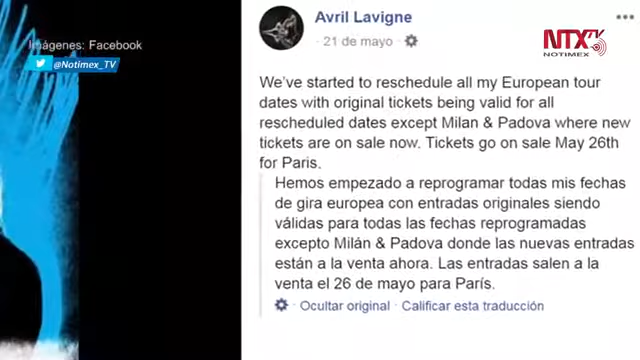 Imágenes: Facebook
@Notimex_TV
Avril Lavigne
21 de mayo ·
NTX TV
NOTIMEX
We've started to reschedule all my European tour
dates with original tickets being valid for all
rescheduled dates except Milan & Padova where new
tickets are on sale now. Tickets go on sale May 26th
for Paris.
Hemos empezado a reprogramar todas mis fechas
de gira europea con entradas originales siendo
válidas para todas las fechas reprogramadas
excepto Milán & Padova donde las nuevas entradas
están a la venta ahora. Las entradas salen a la
venta el 26 de mayo para París.
· Ocultar original · Calificar esta traducción